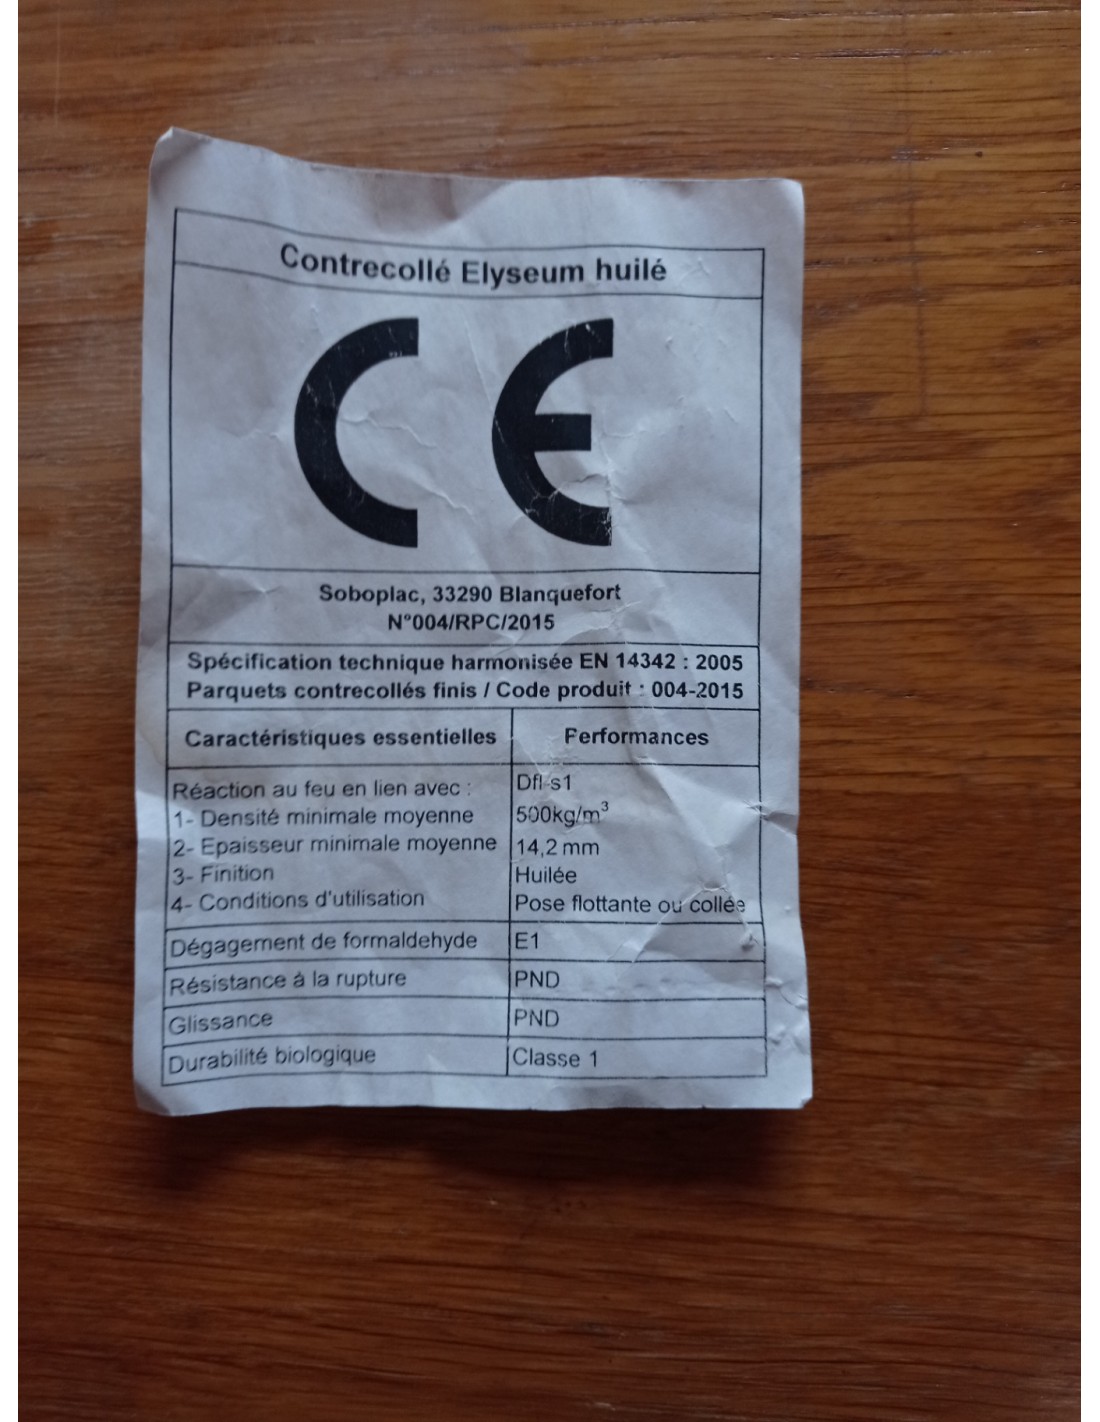 Contrecollé Elyseum huilé
CE
Soboplac, 33290 Blanquefort
N°004/RPC/2015
Spécification technique harmonisée EN 14342 : 2005
Parquets contrecollés finis / Code produit : 004-2015
Caractéristiques essentielles Performances
Réaction au feu en lien avec : Dfl-s1
1- Densité minimale moyenne 500kg/m³
2- Epaisseur minimale moyenne 14,2 mm
3- Finition Huilée
4- Conditions d'utilisation Pose flottante ou collée
Dégagement de formaldehyde E1
Résistance à la rupture PND
Glissance PND
Durabilité biologique Classe 1